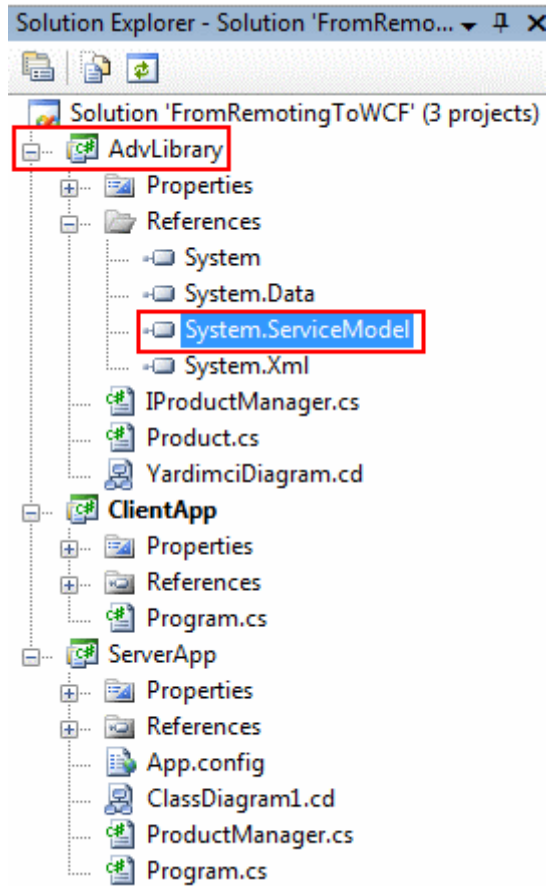 Solution Explorer - Solution 'FromRemo...
Solution 'FromRemotingToWCF' (3 projects)
AdvLibrary
Properties
References
System
System.Data
System.ServiceModel
System.Xml
IProductManager.cs
Product.cs
YardimciDiagram.cd
ClientApp
Properties
References
Program.cs
ServerApp
Properties
References
App.config
ClassDiagram1.cd
ProductManager.cs
Program.cs